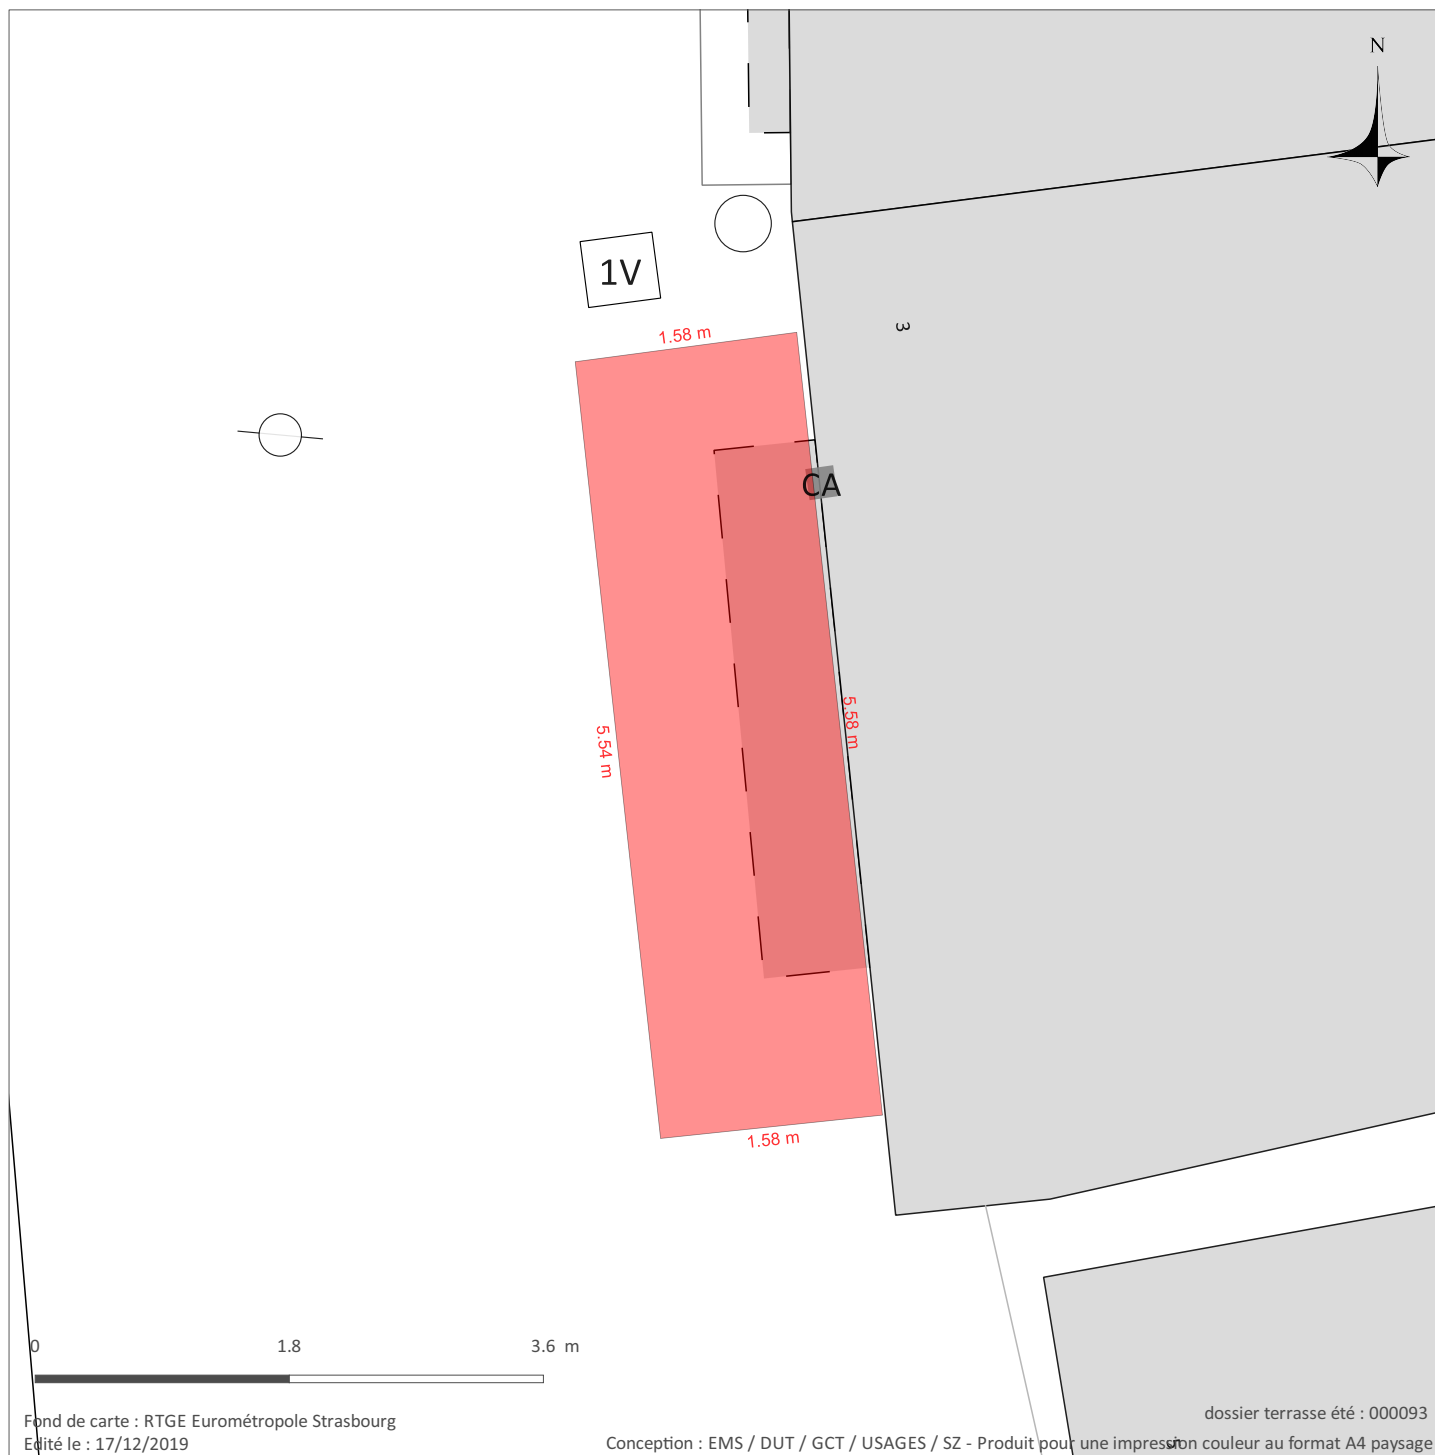 N
1V
3
1.58 m
CA
5.58 m
5.54 m
1.58 m
0 1.8 3.6 m
Fond de carte : RTGE Eurométropole Strasbourg
Edité le : 17/12/2019
dossier terrasse été : 000093
5
Conception : EMS / DUT / GCT / USAGES / SZ - Produit pour une impression couleur au format A4 paysage